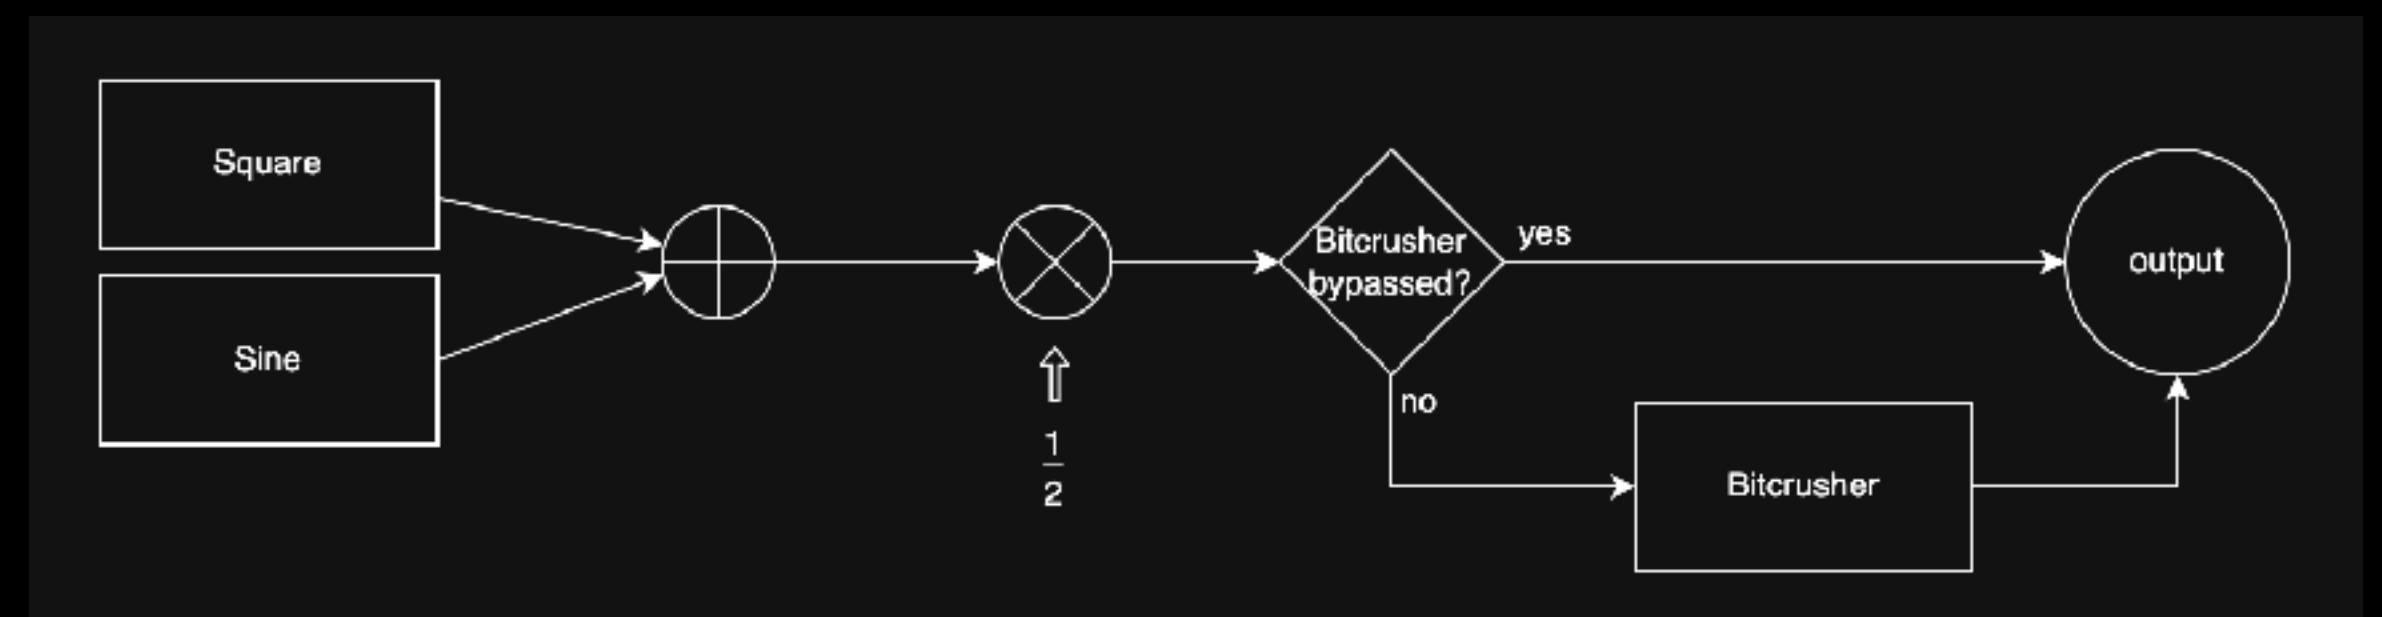 Square
Sine
1
2
Bitcrusher
bypassed?
yes
no
Bitcrusher
output